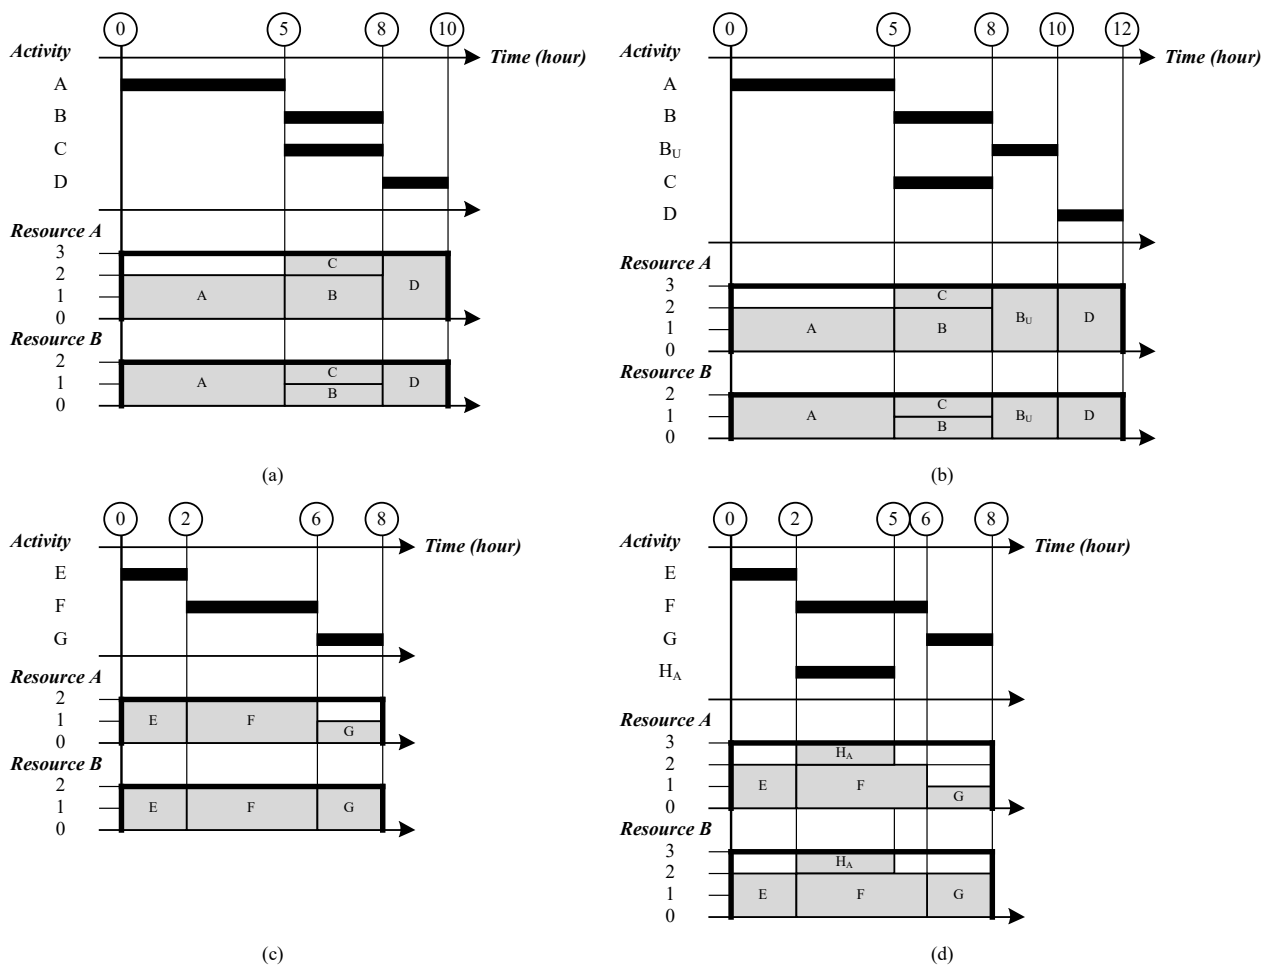 0 5 8 10
Activity Time (hour)
A
B
C
D
Resource A
3
C
2
A B D
1
0
Resource B
2
C
1 A D
B
0
(a)
0 5 8 10 12
Activity Time (hour)
A
B
BU
C
D
Resource A
3
C
2
A B BU D
1
0
Resource B
2
C
1 A BU D
B
0
(b)
0 2 6 8
Activity Time (hour)
E
F
G
Resource A
2
1 E F
G
0
Resource B
2
1 E F G
0
(c)
0 2 5 6 8
Activity Time (hour)
E
F
G
HA
Resource A
3
HA
2
1 E F
G
0
Resource B
3
HA
2
1 E F G
0
(d)